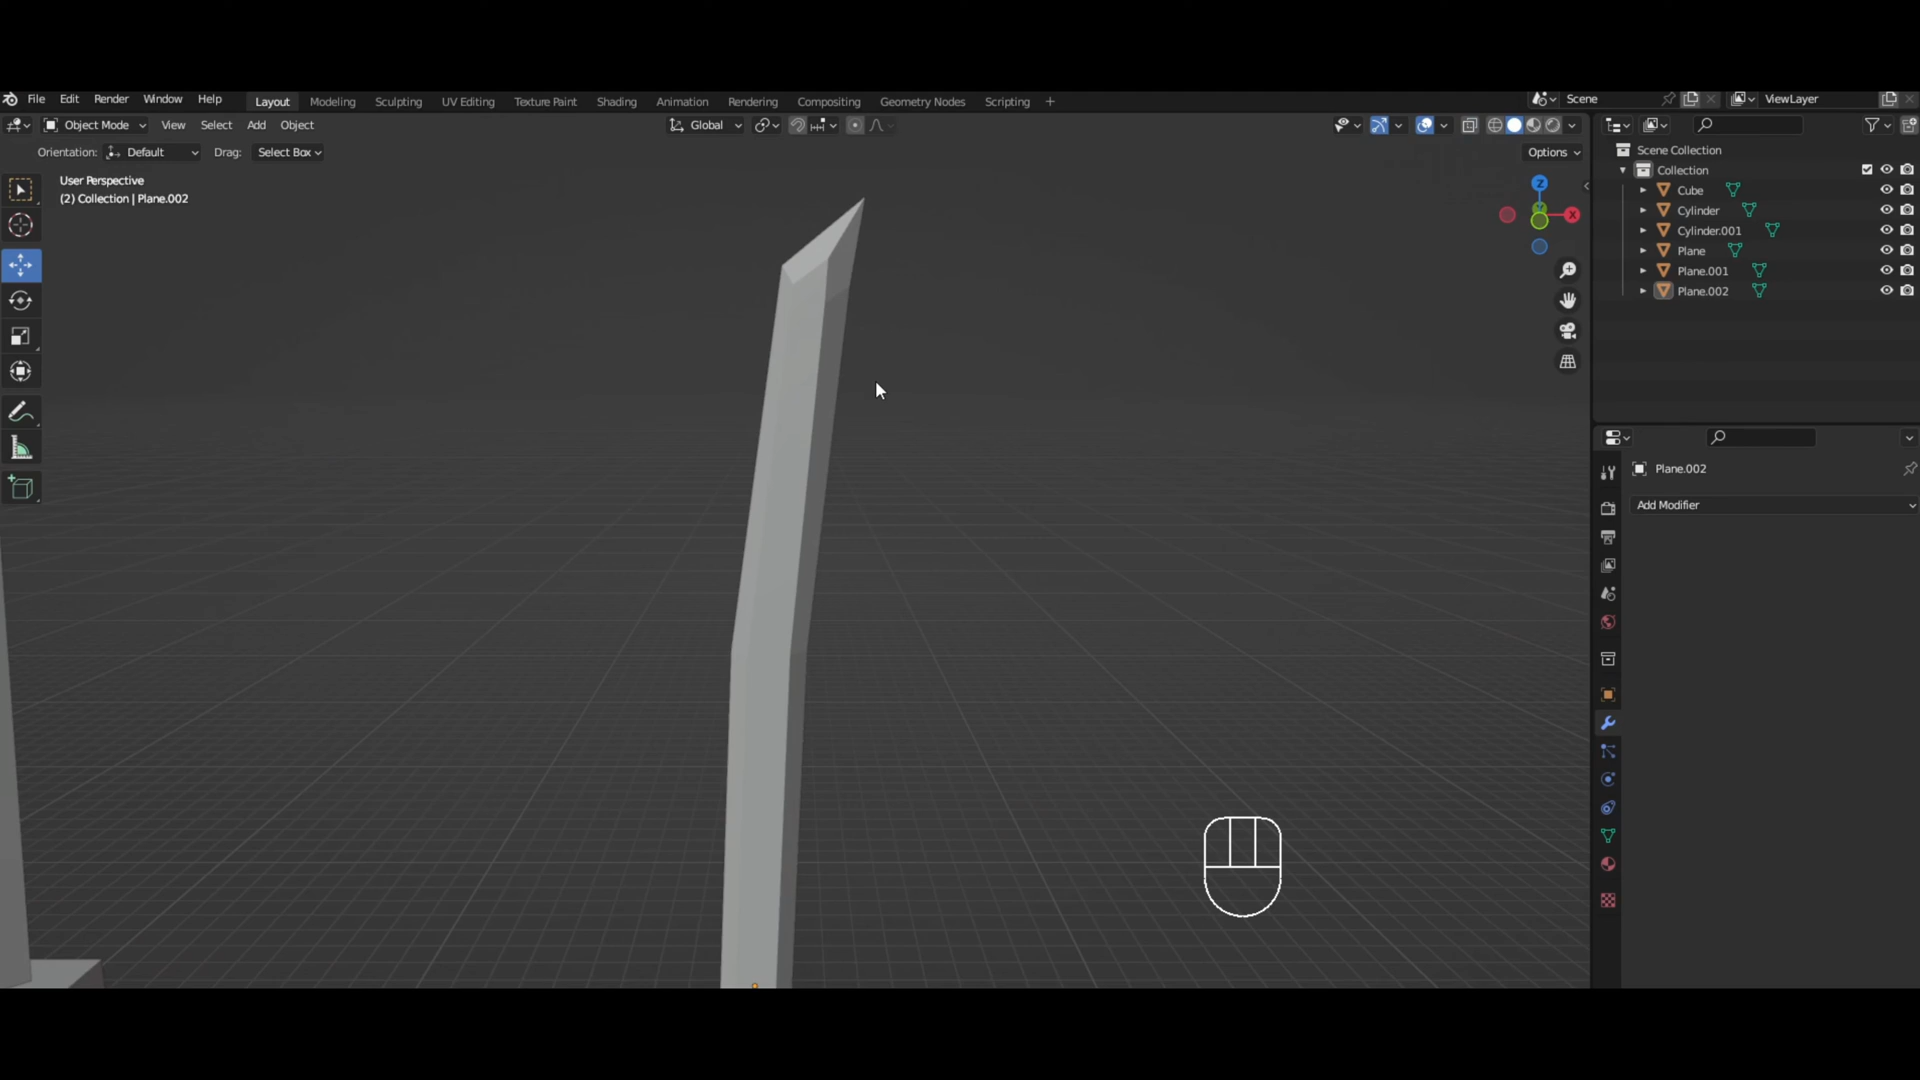 File Edit Render Window Help Layout Modeling Sculpting UV Editing Texture Paint Shading Animation Rendering Compositing Geometry Nodes Scripting + Scene ViewLayer
Object Mode View Select Add Object Global
Orientation: Default Drag: Select Box Options
User Perspective
(2) Collection | Plane.002
Z
X
Scene Collection
Collection
Cube
Cylinder
Cylinder.001
Plane
Plane.001
Plane.002
Plane.002
Add Modifier